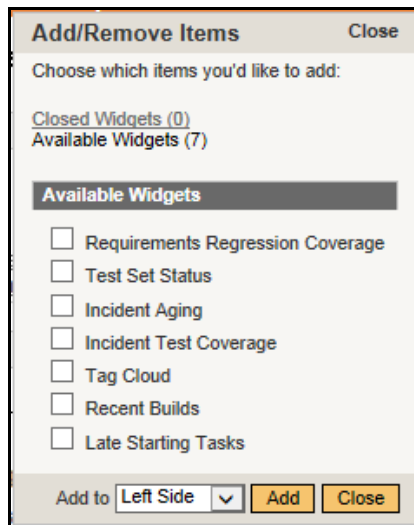 Add/Remove Items Close
Choose which items you'd like to add:
Closed Widgets (0)
Available Widgets (7)
Available Widgets
Requirements Regression Coverage
Test Set Status
Incident Aging
Incident Test Coverage
Tag Cloud
Recent Builds
Late Starting Tasks
Add to Left Side Add Close